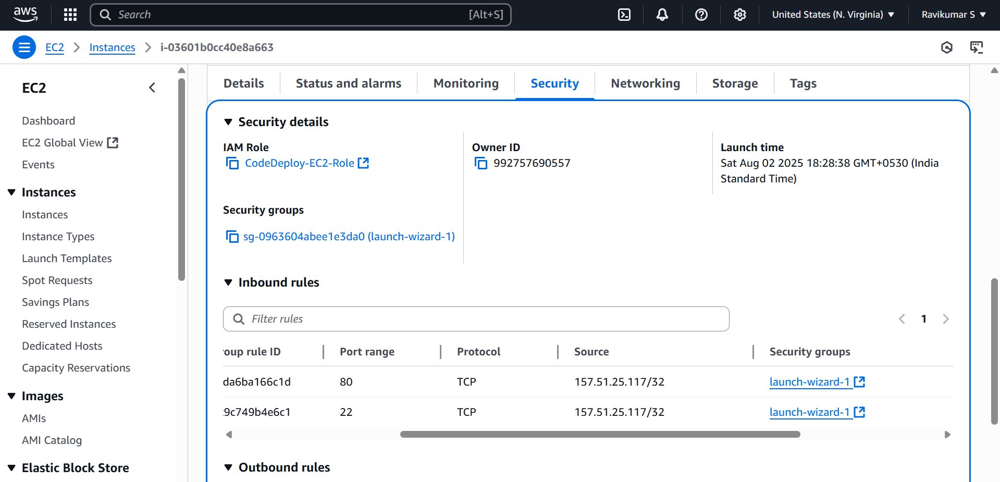 aws
Search
[Alt+S]
United States (N. Virginia)
Ravikumar S
EC2
Instances
i-03601b0cc40e8a663
EC2
Dashboard
EC2 Global View
Events
Instances
Instances
Instance Types
Launch Templates
Spot Requests
Savings Plans
Reserved Instances
Dedicated Hosts
Capacity Reservations
Images
AMIs
AMI Catalog
Elastic Block Store
Details
Status and alarms
Monitoring
Security
Networking
Storage
Tags
Security details
IAM Role
CodeDeploy-EC2-Role
Owner ID
992757690557
Launch time
Sat Aug 02 2025 18:28:38 GMT+0530 (India
Standard Time)
Security groups
sg-0963604abee1e3da0 (launch-wizard-1)
Inbound rules
Filter rules
1
roup rule ID
Port range
Protocol
Source
Security groups
da6ba166c1d
80
TCP
157.51.25.117/32
launch-wizard-1
9c749b4e6c1
22
TCP
157.51.25.117/32
launch-wizard-1
Outbound rules